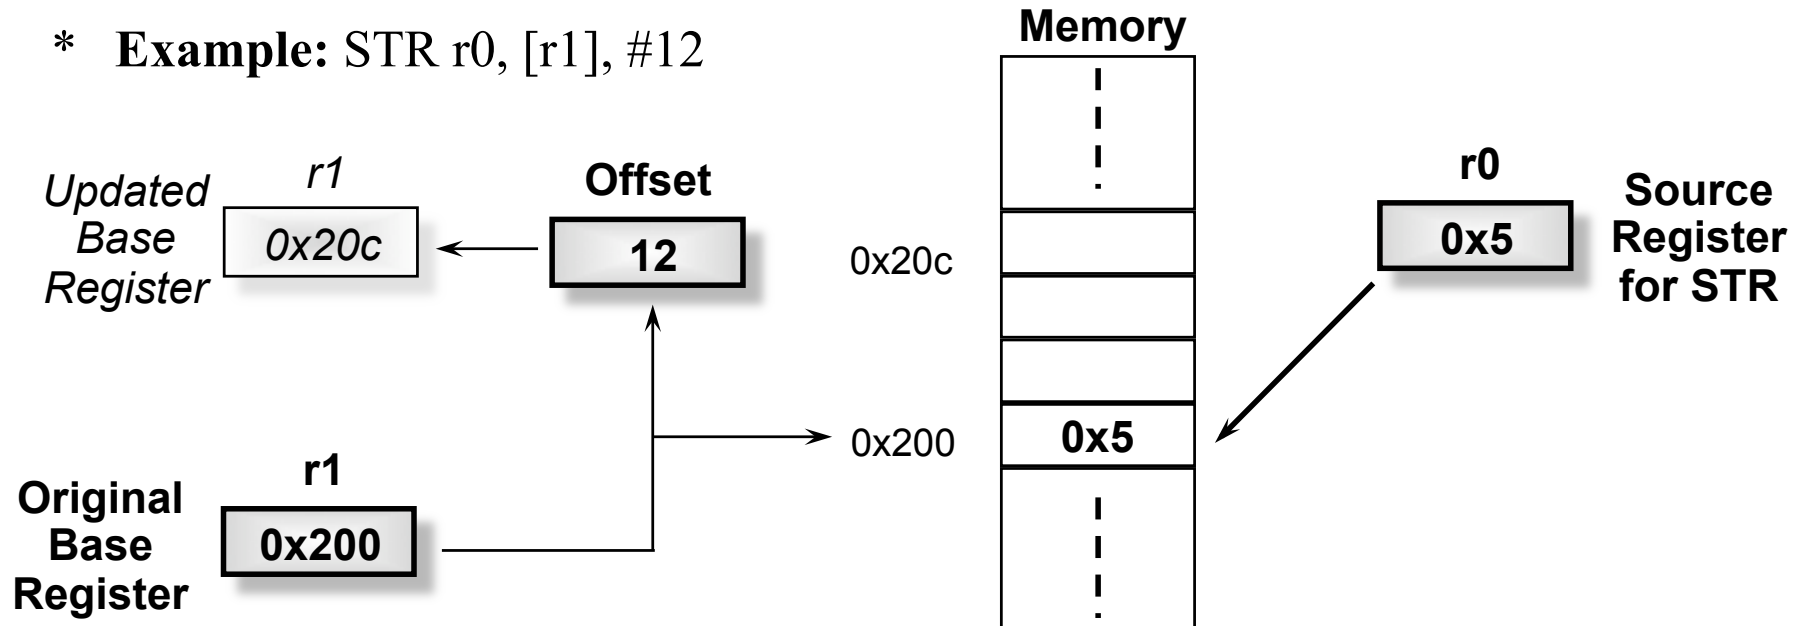 * Example: STR r0, [r1], #12
Memory
r1
Updated
Base
Register
0x20c
Offset
12
0x20c
r0
0x5
Source
Register
for STR
0x200
0x5
r1
Original
Base
Register
0x200